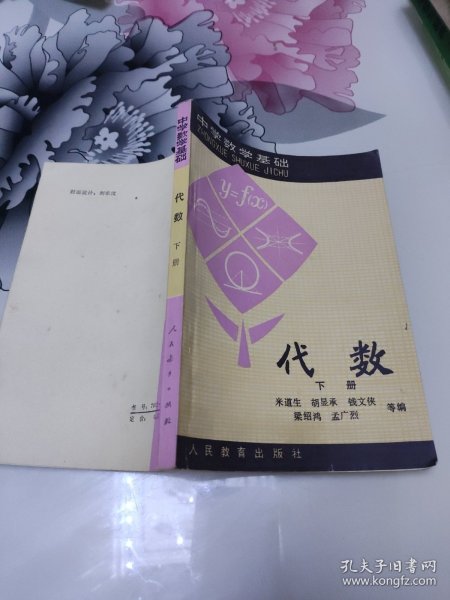 中学数学基础
ZHONGXUE SHUXUE JICHU
y=f(x)
代数
下册
米道生 胡显承 钱文侠
梁绍鸿 孟广烈
等编
人民教育出版社
中学数学基础
代数
下册
人民教育出版社
封面设计:
孔夫子旧书网
www.kongfz.com